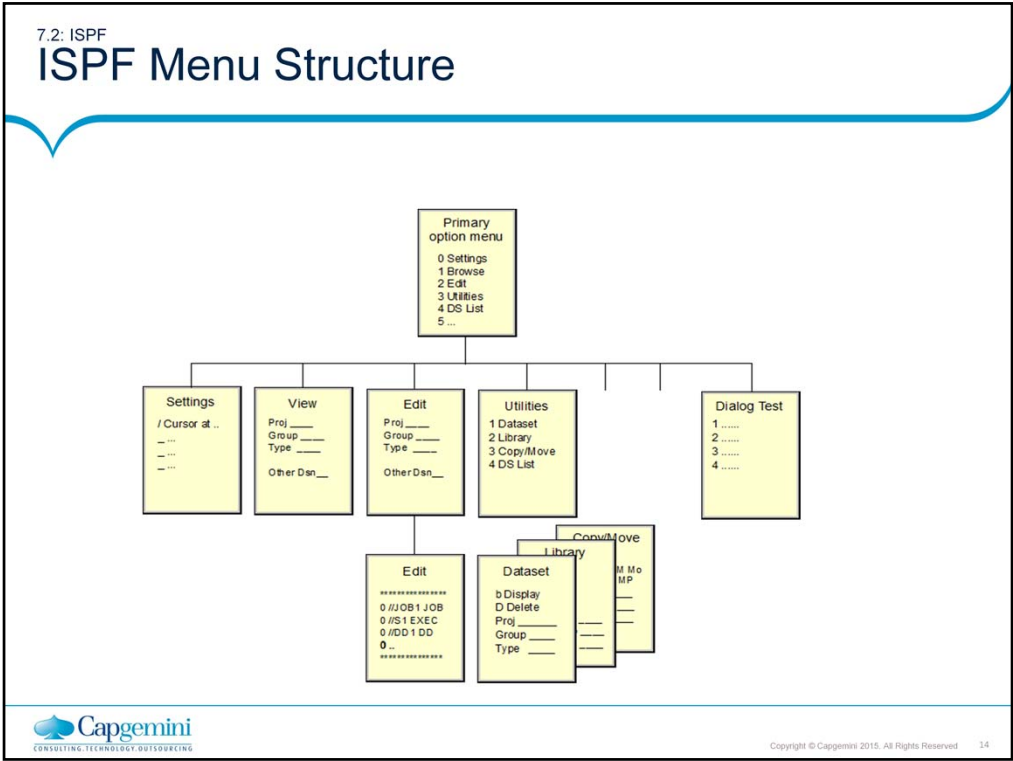 7.2: ISPF
ISPF Menu Structure
Primary
option menu
0 Settings
1 Browse
2 Edit
3 Utilities
4 DS List
5 ...
Settings
/ Cursor at ..
_ ...
_ ...
_ ...
View
Proj ____
Group ____
Type ____
Other Dsn__
Edit
Proj ____
Group ____
Type ____
Other Dsn__
Utilities
1 Dataset
2 Library
3 Copy/Move
4 DS List
Dialog Test
1 ......
2 ......
3 ......
4 ......
Edit
****************
0 //JOB1 JOB
0 //S1 EXEC
0 //DD1 DD
0 ..
***************
Dataset
b Display
D Delete
Proj _______
Group ____
Type ____
Library
Copy/Move
M Mo
MP
Capgemini
CONSULTING.TECHNOLOGY.OUTSOURCING
Copyright © Capgemini 2015. All Rights Reserved 14